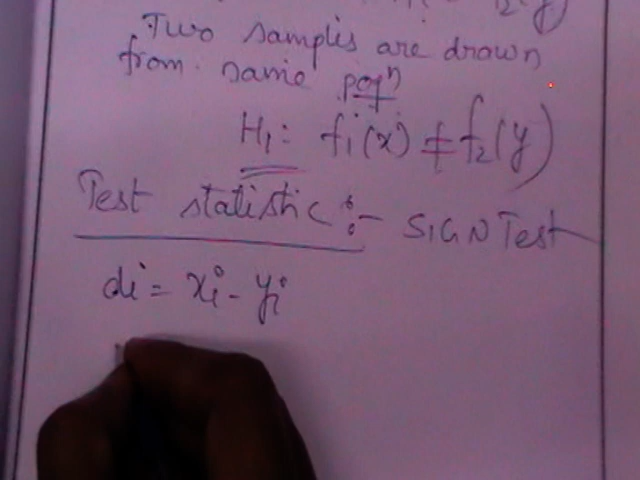 Two samples are drawn
from same popⁿ
H₁: f₁(x) ≠ f₂(y)
Test statistic :- SIGN Test
di = xi - yi